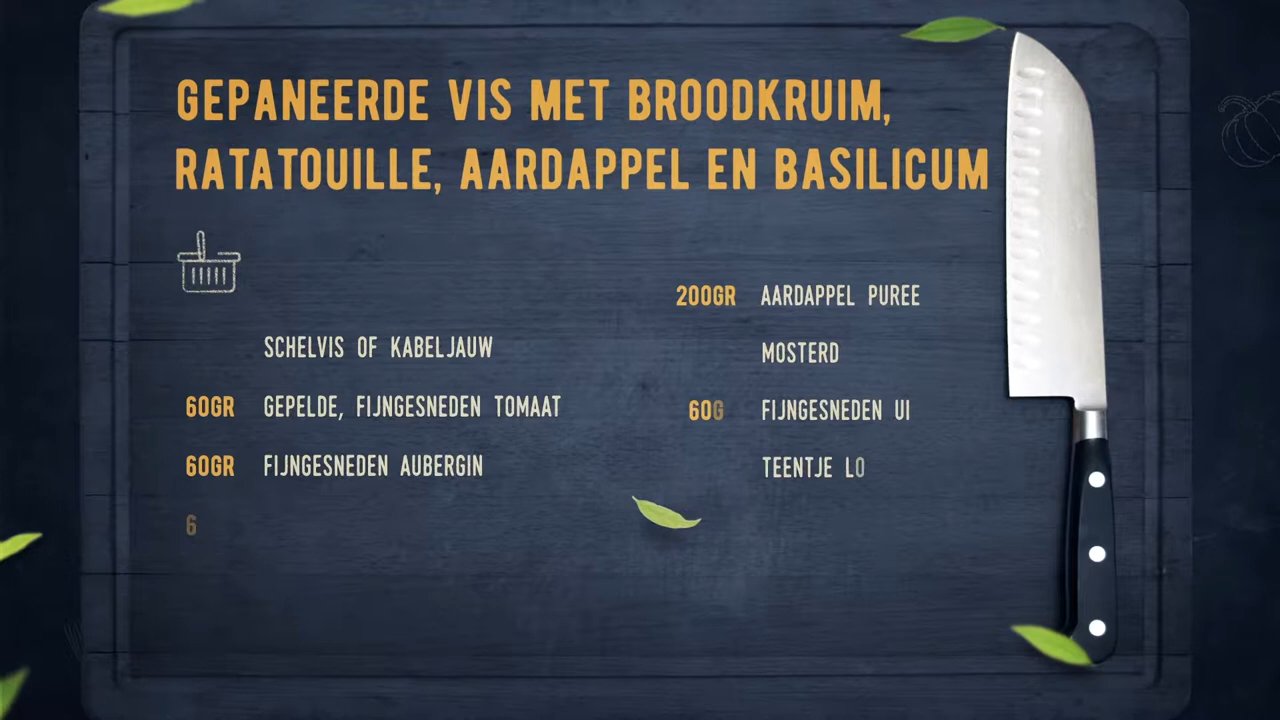 GEPANEERDE VIS MET BROODKRUIM,
RATATOUILLE, AARDAPPEL EN BASILICUM
SCHELVIS OF KABELJAUW
60GR GEPELDE, FIJNGESNEDEN TOMAAT
60GR FIJNGESNEDEN AUBERGIN
6
200GR AARDAPPEL PUREE
MOSTERD
60G FIJNGESNEDEN UI
TEENTJE LO